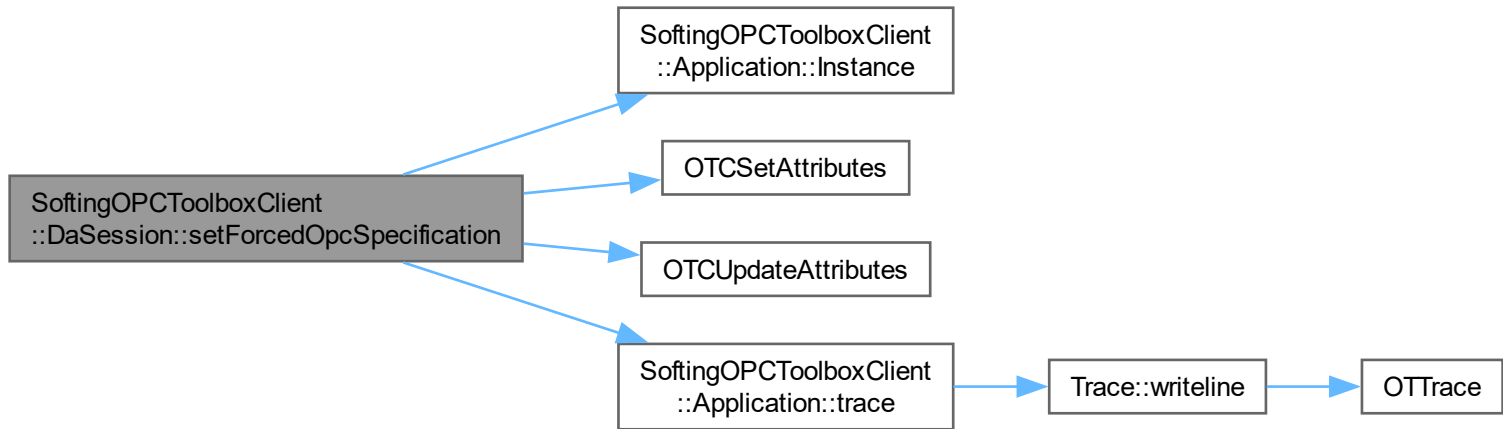 SoftingOPCToolboxClient
::DaSession::setForcedOpcSpecification
SoftingOPCToolboxClient
::Application::Instance
OTCSetAttributes
OTCUpdateAttributes
SoftingOPCToolboxClient
::Application::trace
Trace::writeline
OTTrace